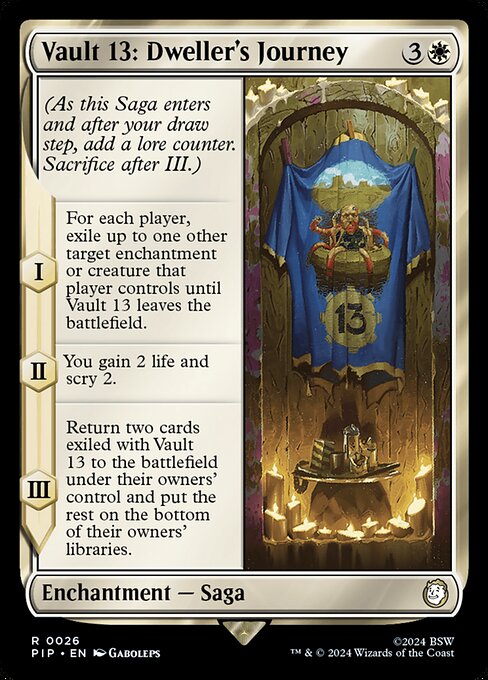 Vault 13: Dweller's Journey 3
(As this Saga enters
and after your draw
step, add a lore counter.
Sacrifice after III.)
I
For each player,
exile up to one other
target enchantment
or creature that
player controls until
Vault 13 leaves the
battlefield.
II
You gain 2 life and
scry 2.
III
Return two cards
exiled with Vault
13 to the battlefield
under their owners'
control and put the
rest on the bottom
of their owners'
libraries.
13
Enchantment — Saga
R 0026
PIP • EN Gaboleps
©2024 BSW
™ & © 2024 Wizards of the Coast